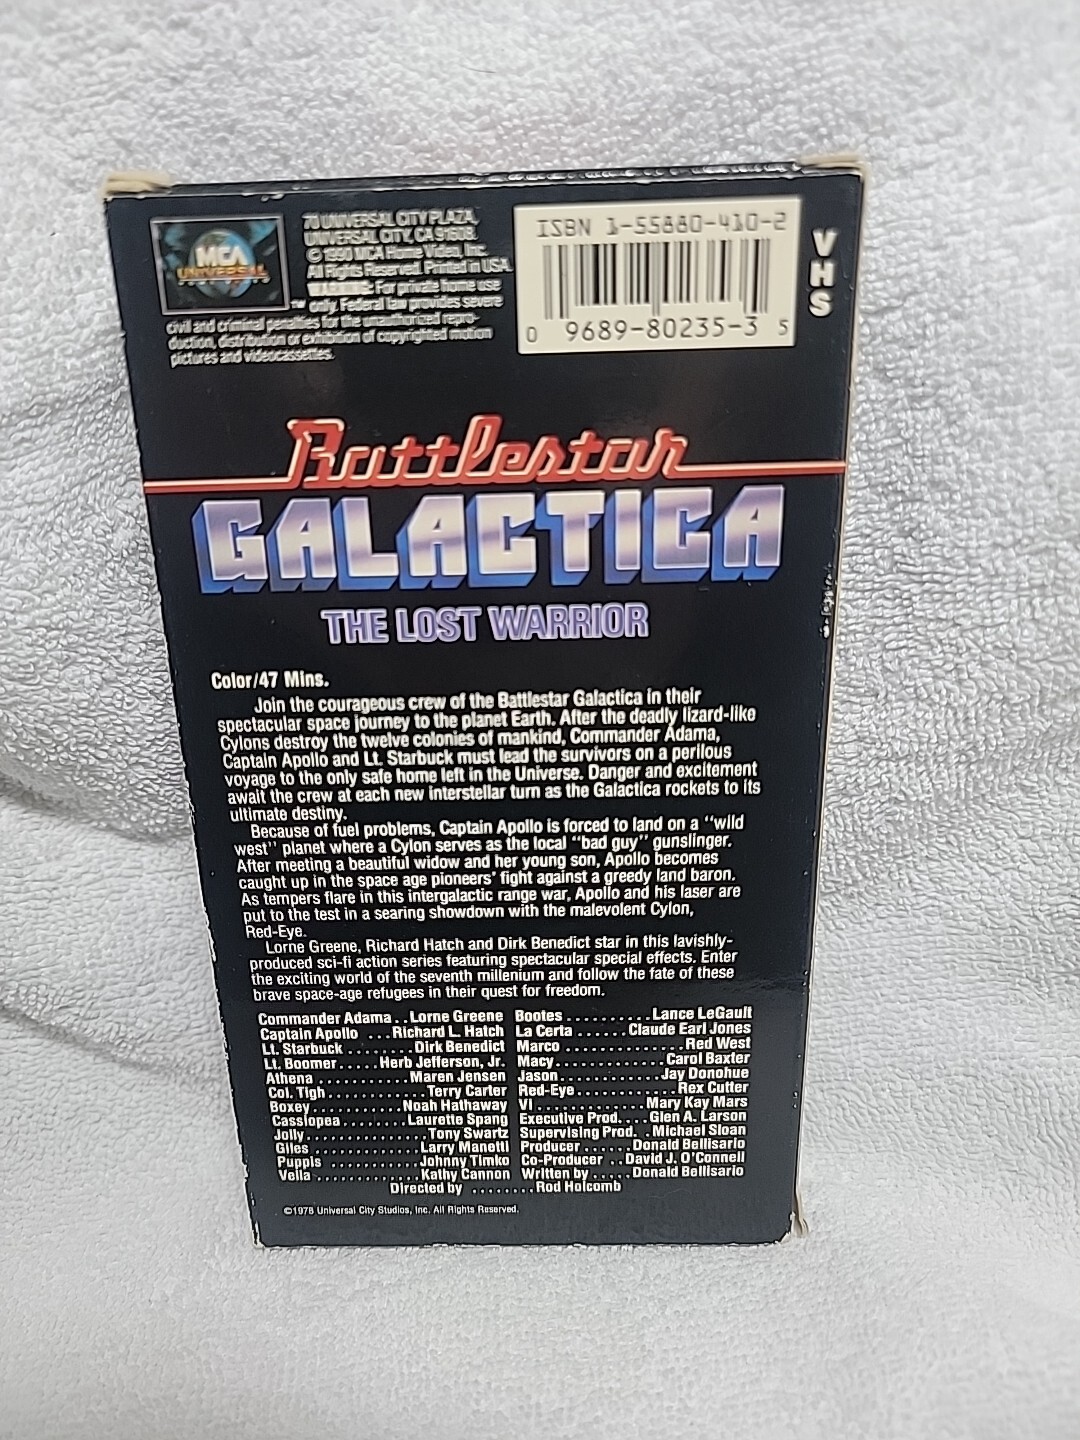 MCA
UNIVERSAL
70 UNIVERSAL CITY PLAZA,
UNIVERSAL CITY, CA 91608.
© 1990 MCA Home Video, Inc.
All Rights Reserved. Printed in USA.
For private home use
only. Federal law provides severe
civil and criminal penalties for the unauthorized repro-
duction, distribution or exhibition of copyrighted motion
pictures and videocassettes.
ISBN 1-55880-410-2
0 9689-80235-3 5
VHS
Battlestar
GALACTICA
THE LOST WARRIOR
Color/47 Mins.
Join the courageous crew of the Battlestar Galactica in their
spectacular space journey to the planet Earth. After the deadly lizard-like
Cylons destroy the twelve colonies of mankind, Commander Adama,
Captain Apollo and Lt. Starbuck must lead the survivors on a perilous
voyage to the only safe home left in the Universe. Danger and excitement
await the crew at each new interstellar turn as the Galactica rockets to its
ultimate destiny.
Because of fuel problems, Captain Apollo is forced to land on a "wild
west" planet where a Cylon serves as the local "bad guy" gunslinger.
After meeting a beautiful widow and her young son, Apollo becomes
caught up in the space age pioneers' fight against a greedy land baron.
As tempers flare in this intergalactic range war, Apollo and his laser are
put to the test in a searing showdown with the malevolent Cylon,
Red-Eye.
Lorne Greene, Richard Hatch and Dirk Benedict star in this lavishly-
produced sci-fi action series featuring spectacular special effects. Enter
the exciting world of the seventh millenium and follow the fate of these
brave space-age refugees in their quest for freedom.
Commander Adama . . Lorne Greene
Captain Apollo . . . Richard L. Hatch
Lt. Starbuck . . . . . . . . Dirk Benedict
Lt. Boomer . . . . . Herb Jefferson, Jr.
Athena . . . . . . . . . . . Maren Jensen
Col. Tigh . . . . . . . . . . . . Terry Carter
Boxey . . . . . . . . . . . Noah Hathaway
Cassiopea . . . . . . . . Laurette Spang
Jolly . . . . . . . . . . . . . . . Tony Swartz
Giles . . . . . . . . . . . . . . Larry Manetti
Puppis . . . . . . . . . . . Johnny Timko
Vella . . . . . . . . . . . . . Kathy Cannon
Bootes . . . . . . . . . . Lance LeGault
La Certa . . . . . . Claude Earl Jones
Marco . . . . . . . . . . . . . . Red West
Macy . . . . . . . . . . . . . Carol Baxter
Jason . . . . . . . . . . . . Jay Donohue
Red-Eye . . . . . . . . . . . . Rex Cutter
Vi . . . . . . . . . . . . . Mary Kay Mars
Executive Prod. . . . Glen A. Larson
Supervising Prod. . Michael Sloan
Producer . . . . . . Donald Bellisario
Co-Producer . . David J. O'Connell
Written by . . . . . Donald Bellisario
Directed by . . . . . . . . Rod Holcomb
©1978 Universal City Studios, Inc. All Rights Reserved.